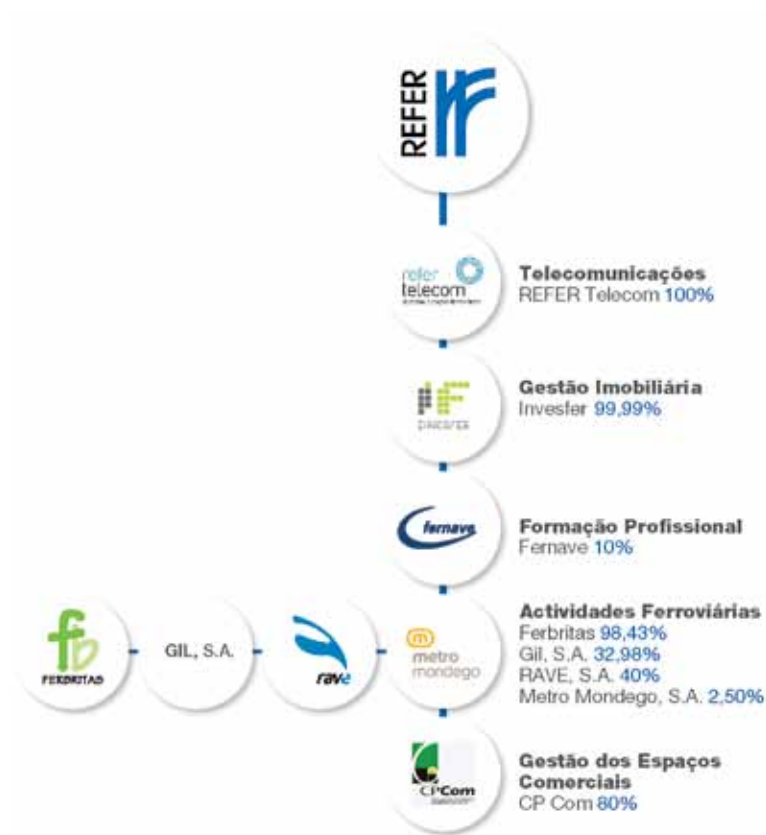 REFER
refer
telecom
Telecomunicações
REFER Telecom 100%
Gestão Imobiliária
Invesfer 99,99%
INVESFER
fernave
Formação Profissional
Fernave 10%
FERBRITAS
GIL, S.A.
rave
metro
mondego
Actividades Ferroviárias
Ferbritas 98,43%
Gil, S.A. 32,98%
RAVE, S.A. 40%
Metro Mondego, S.A. 2,50%
CPCom
Gestão dos Espaços
Comerciais
CP Com 80%